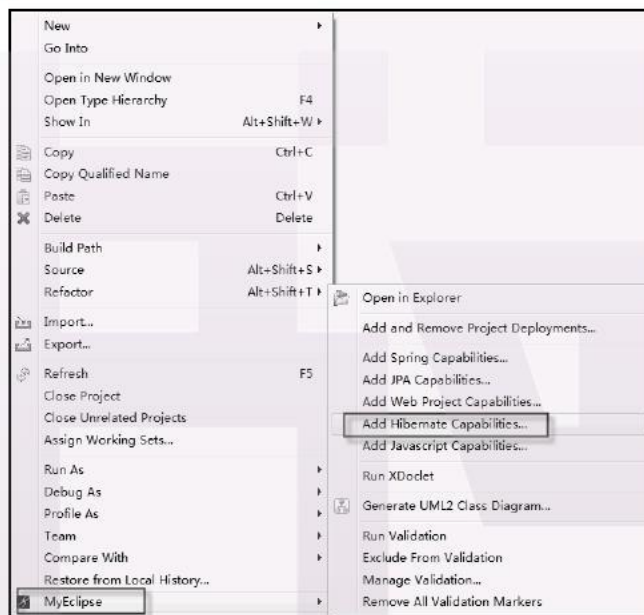 New
Go Into
Open in New Window
Open Type Hierarchy F4
Show In Alt+Shift+W
Copy Ctrl+C
Copy Qualified Name
Paste Ctrl+V
Delete Delete
Build Path
Source Alt+Shift+S
Refactor Alt+Shift+T
Import...
Export...
Refresh F5
Close Project
Close Unrelated Projects
Assign Working Sets...
Run As
Debug As
Profile As
Team
Compare With
Restore from Local History...
MyEclipse
Open in Explorer
Add and Remove Project Deployments...
Add Spring Capabilities...
Add JPA Capabilities...
Add Web Project Capabilities...
Add Hibernate Capabilities...
Add Javascript Capabilities...
Run XDoclet
Generate UML2 Class Diagram...
Run Validation
Exclude From Validation
Manage Validation...
Remove All Validation Markers